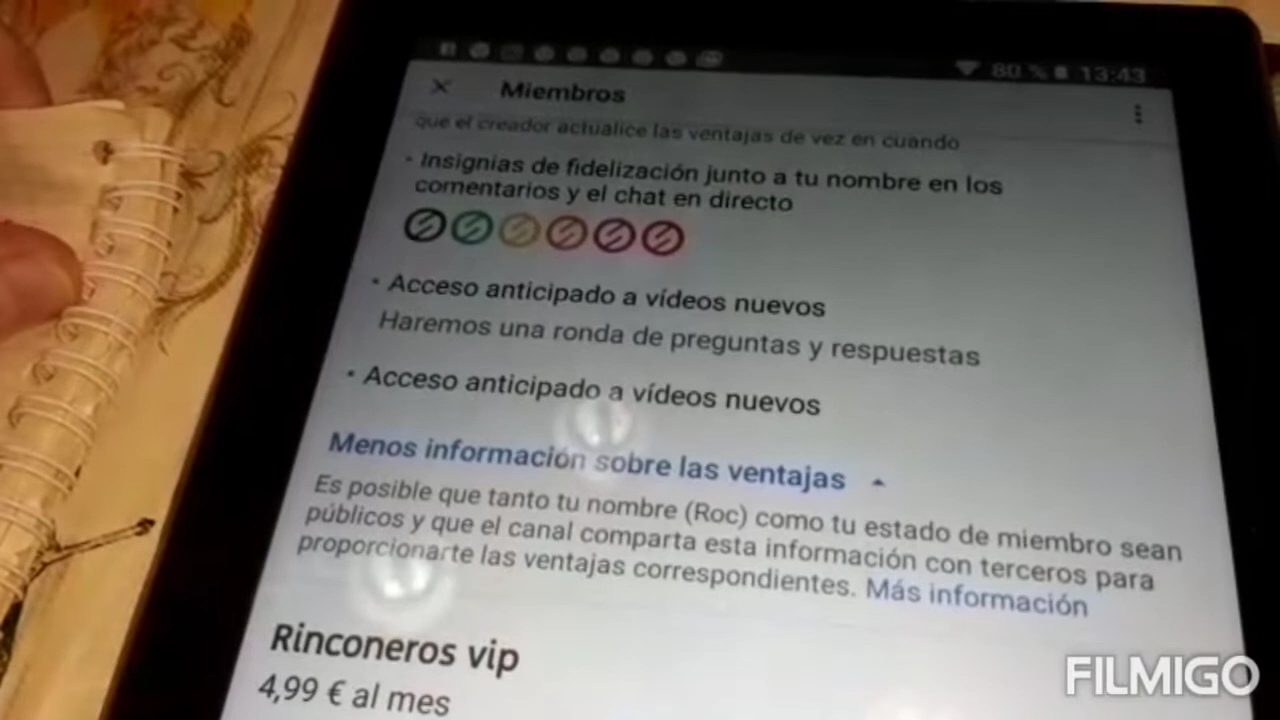 80 % 13:43
Miembros
que el creador actualice las ventajas de vez en cuando
• Insignias de fidelización junto a tu nombre en los
comentarios y el chat en directo
• Acceso anticipado a vídeos nuevos
Haremos una ronda de preguntas y respuestas
• Acceso anticipado a vídeos nuevos
Menos información sobre las ventajas
Es posible que tanto tu nombre (Roc) como tu estado de miembro sean
públicos y que el canal comparta esta información con terceros para
proporcionarte las ventajas correspondientes. Más información
Rinconeros vip
4,99 € al mes
FILMIGO